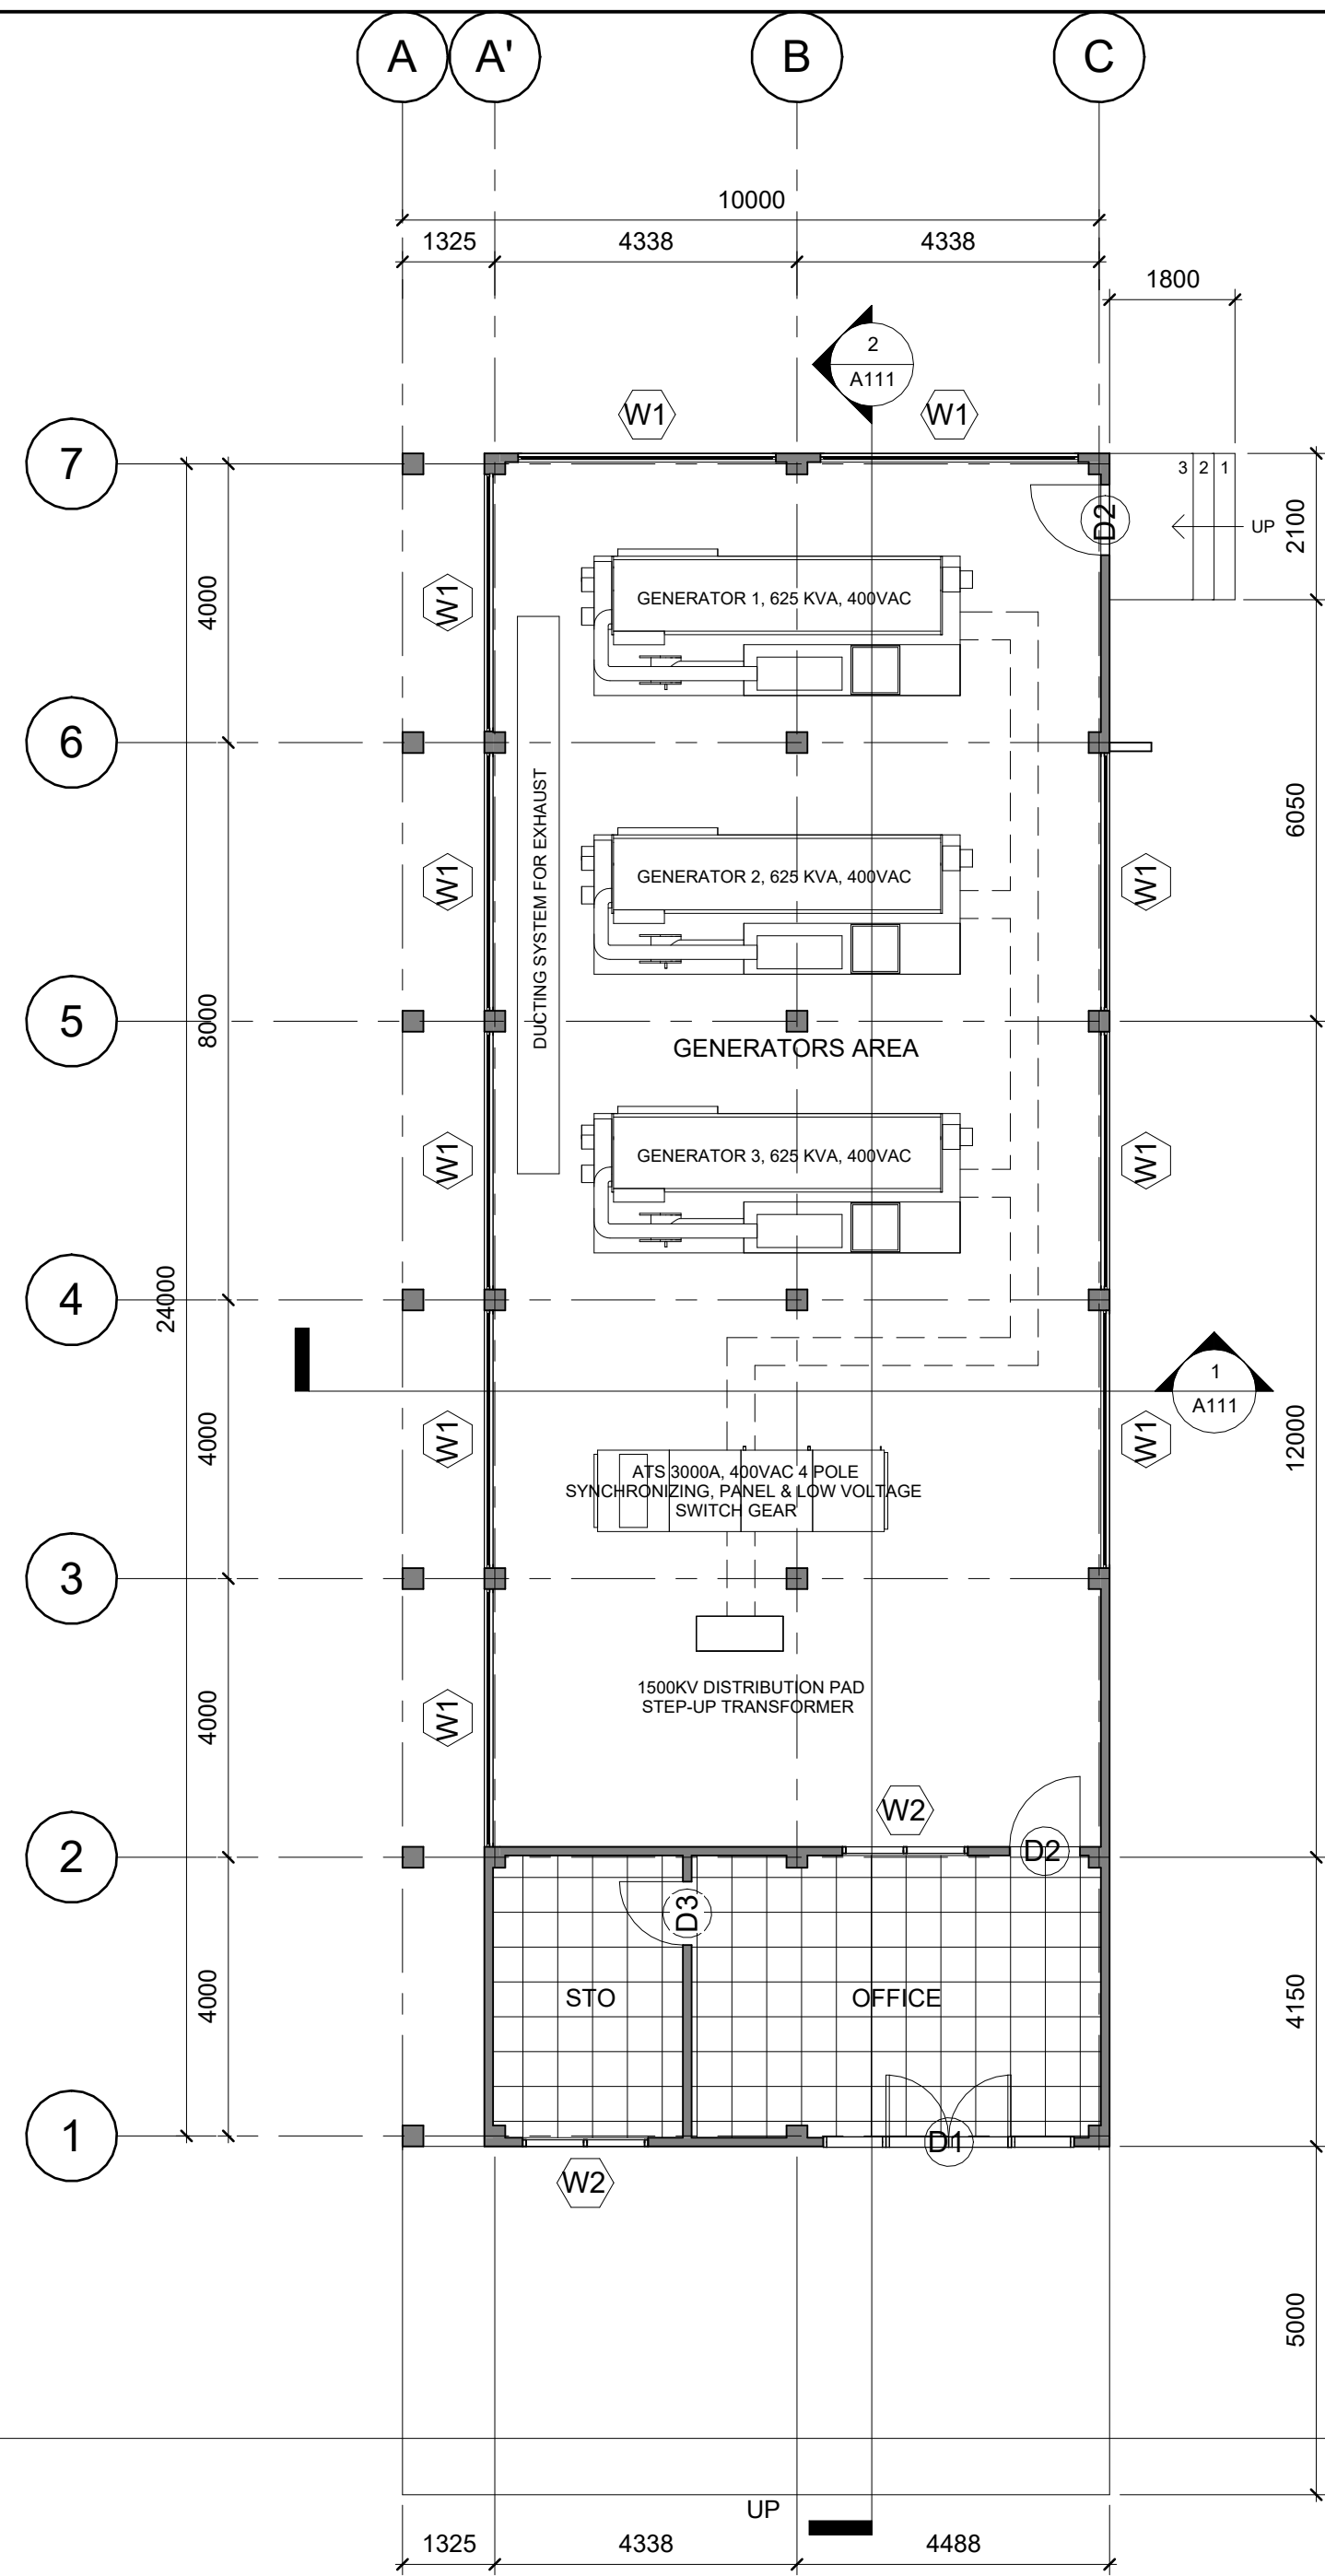 A A' B C
10000
1325 4338 4338
1800
2
A111
W1 W1
7
3 2 1
UP
D2
2100
GENERATOR 1, 625 KVA, 400VAC
W1
4000
6
6050
DUCTING SYSTEM FOR EXHAUST
GENERATOR 2, 625 KVA, 400VAC
W1 W1
8000
5
GENERATORS AREA
GENERATOR 3, 625 KVA, 400VAC
W1 W1
4
24000
1
A111
12000
4000
W1 W1
ATS 3000A, 400VAC 4 POLE
SYNCHRONIZING, PANEL & LOW VOLTAGE
SWITCH GEAR
3
1500KV DISTRIBUTION PAD
STEP-UP TRANSFORMER
4000
W1
W2
2
D2
D3
4000
STO OFFICE
4150
1
D1
W2
5000
UP
1325 4338 4488